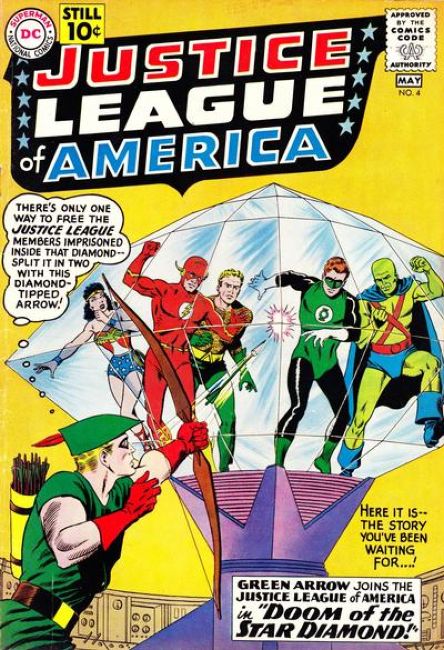 SUPERMAN
DC
NATIONAL COMICS
STILL
10¢
APPROVED
BY THE
COMICS
CODE
CA
AUTHORITY
MAY
NO. 4
JUSTICE
LEAGUE
of AMERICA
THERE'S ONLY ONE
WAY TO FREE THE
JUSTICE LEAGUE
MEMBERS IMPRISONED
INSIDE THAT DIAMOND--
SPLIT IT IN TWO
WITH THIS
DIAMOND-
TIPPED
ARROW!
HERE IT IS--
THE STORY
YOU'VE BEEN
WAITING
FOR...!
GREEN ARROW JOINS THE
JUSTICE LEAGUE OF AMERICA
in "DOOM OF THE
STAR DIAMOND!"